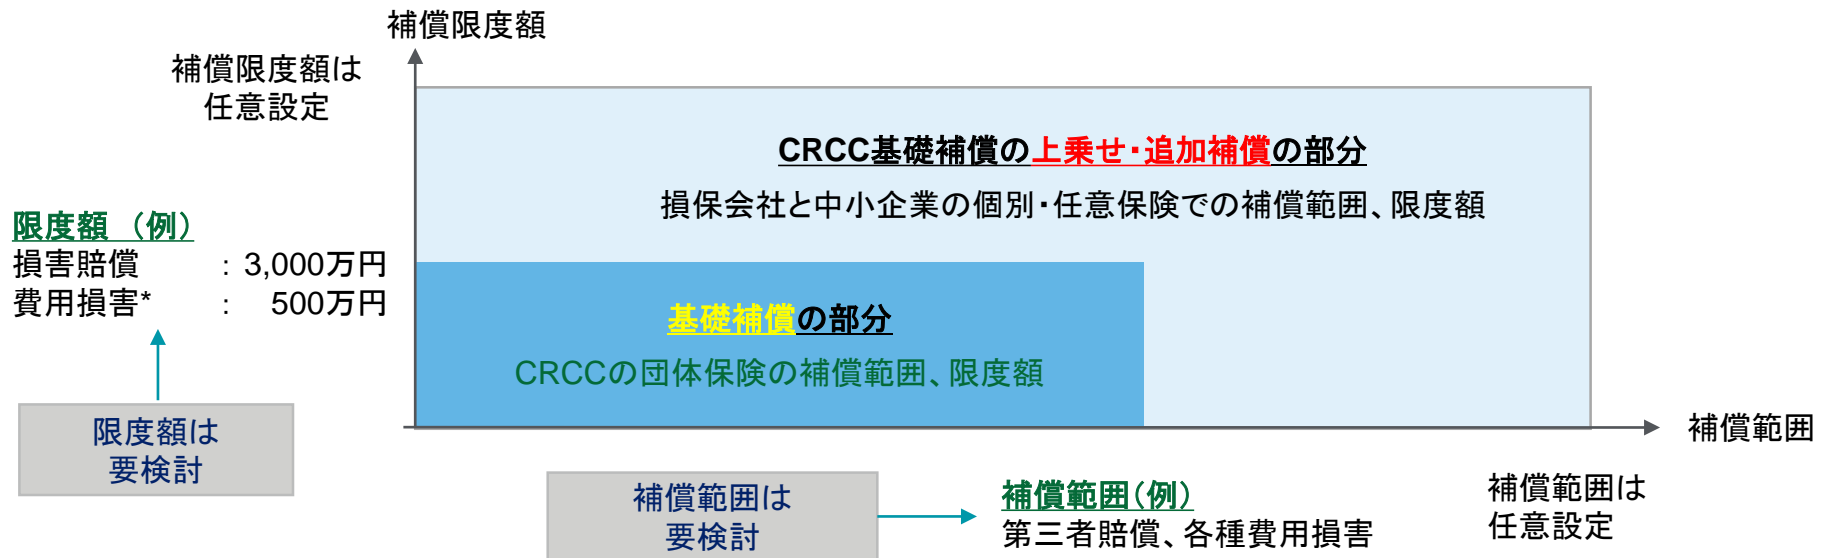 補償限度額
補償限度額は
任意設定
CRCC基礎補償の上乗せ・追加補償の部分
損保会社と中小企業の個別・任意保険での補償範囲、限度額
限度額 （例）
損害賠償 : 3,000万円
費用損害* : 500万円
基礎補償の部分
CRCCの団体保険の補償範囲、限度額
限度額は
要検討
補償範囲
補償範囲は
要検討
補償範囲（例）
第三者賠償、各種費用損害
補償範囲は
任意設定